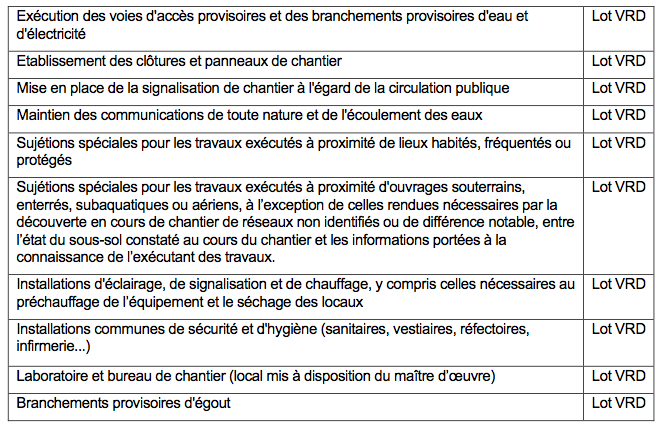 Exécution des voies d'accès provisoires et des branchements provisoires d'eau et
d'électricité
Lot VRD
Etablissement des clôtures et panneaux de chantier
Lot VRD
Mise en place de la signalisation de chantier à l'égard de la circulation publique
Lot VRD
Maintien des communications de toute nature et de l'écoulement des eaux
Lot VRD
Sujétions spéciales pour les travaux exécutés à proximité de lieux habités, fréquentés ou
protégés
Lot VRD
Sujétions spéciales pour les travaux exécutés à proximité d'ouvrages souterrains,
enterrés, subaquatiques ou aériens, à l'exception de celles rendues nécessaires par la
découverte en cours de chantier de réseaux non identifiés ou de différence notable, entre
l'état du sous-sol constaté au cours du chantier et les informations portées à la
connaissance de l'exécutant des travaux.
Lot VRD
Installations d'éclairage, de signalisation et de chauffage, y compris celles nécessaires au
préchauffage de l'équipement et le séchage des locaux
Lot VRD
Installations communes de sécurité et d'hygiène (sanitaires, vestiaires, réfectoires,
infirmerie...)
Lot VRD
Laboratoire et bureau de chantier (local mis à disposition du maître d'œuvre)
Lot VRD
Branchements provisoires d'égout
Lot VRD